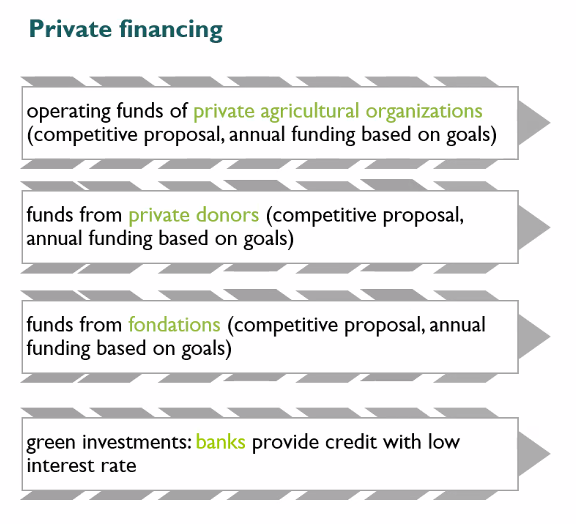 Private financing
operating funds of private agricultural organizations
(competitive proposal, annual funding based on goals)
funds from private donors (competitive proposal,
annual funding based on goals)
funds from fondations (competitive proposal, annual
funding based on goals)
green investments: banks provide credit with low
interest rate